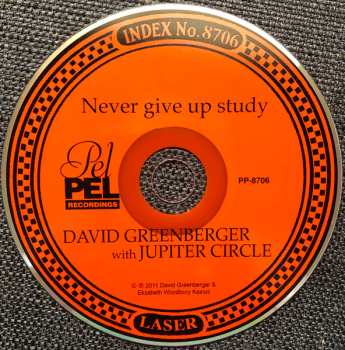 INDEX No. 8706
Never give up study
Pel
PEL
RECORDINGS
PP-8706
DAVID GREENBERGER
with JUPITER CIRCLE
© ℗ 2011 David Greenberger &
Elizabeth Woodbury Kasius
LASER